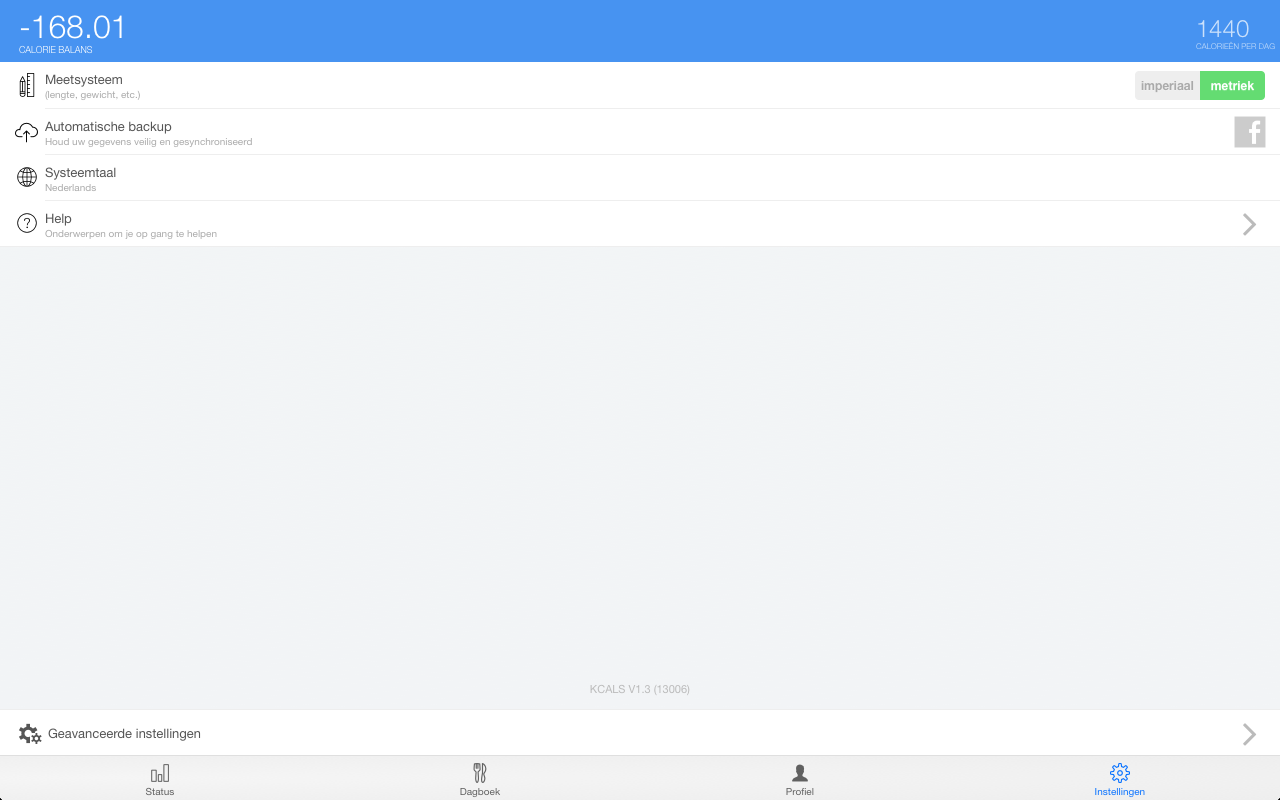 -168.01
CALORIE BALANS
1440
CALORIEËN PER DAG
Meetsysteem
(lengte, gewicht, etc.)
imperiaal metriek
Automatische backup
Houd uw gegevens veilig en gesynchroniseerd
Systeemtaal
Nederlands
Help
Onderwerpen om je op gang te helpen
KCALS V1.3 (13006)
Geavanceerde instellingen
Status
Dagboek
Profiel
Instellingen